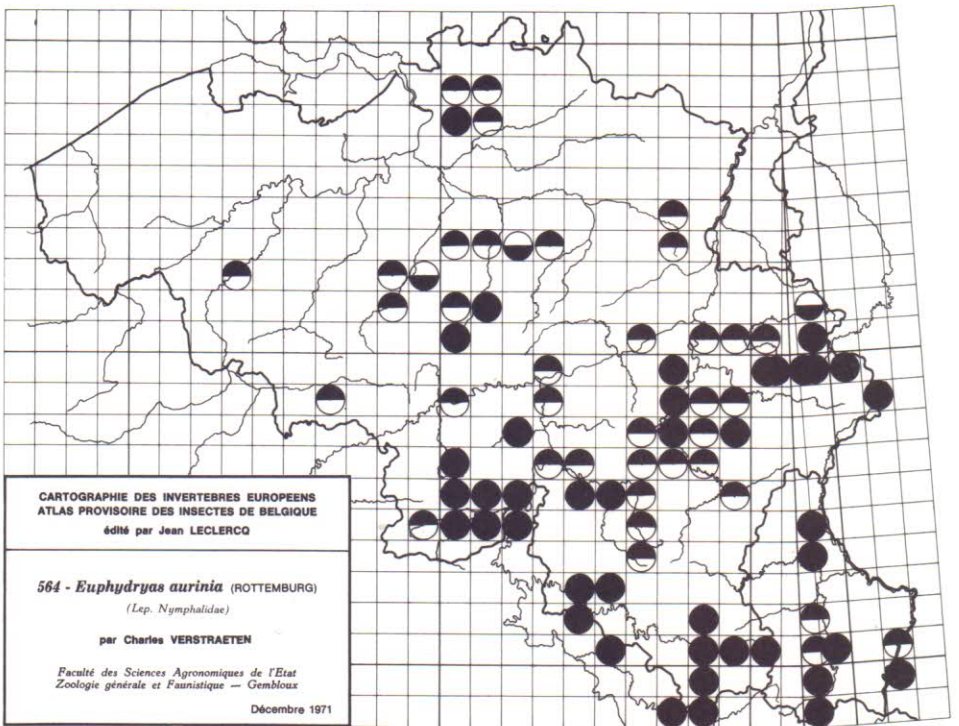 CARTOGRAPHIE DES INVERTEBRES EUROPEENS
ATLAS PROVISOIRE DES INSECTES DE BELGIQUE
édité par Jean LECLERCQ
564 - Euphydryas aurinia (ROTTEMBURG)
(Lep. Nymphalidae)
par Charles VERSTRAETEN
Faculté des Sciences Agronomiques de l'Etat
Zoologie générale et Faunistique — Gembloux
Décembre 1971